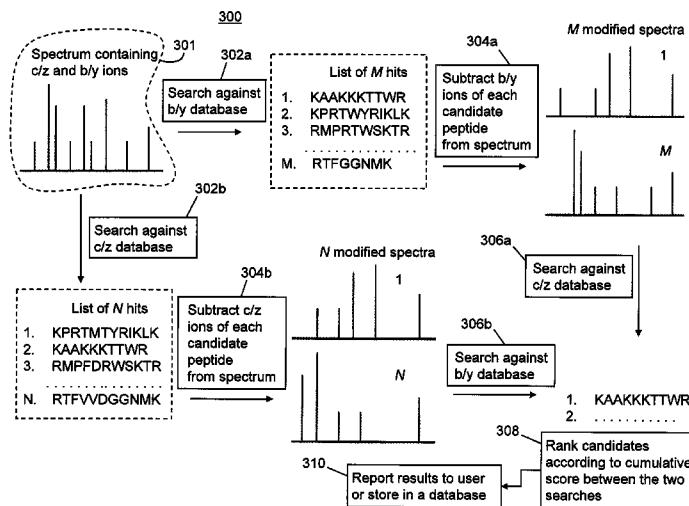 300
Spectrum containing
c/z and b/y ions
301
302a
Search against
b/y database
List of M hits
1. KAAKKKTTWR
2. KPRTWYRIKLK
3. RMPRTWSKTR
..................
M. RTFGGNMK
304a
Subtract b/y
ions of each
candidate
peptide
from spectrum
M modified spectra
1
M
302b
Search against
c/z database
List of N hits
1. KPRTMTYRIKLK
2. KAAKKKTTWR
3. RMPFDRWSKTR
..................
N. RTFVVDGGNMK
304b
Subtract c/z
ions of each
candidate
peptide
from spectrum
N modified spectra
1
N
306a
Search against
c/z database
306b
Search against
b/y database
1. KAAKKKTTWR
2. ...........
308
Rank candidates
according to cumulative
score between the two
searches
310
Report results to user
or store in a database